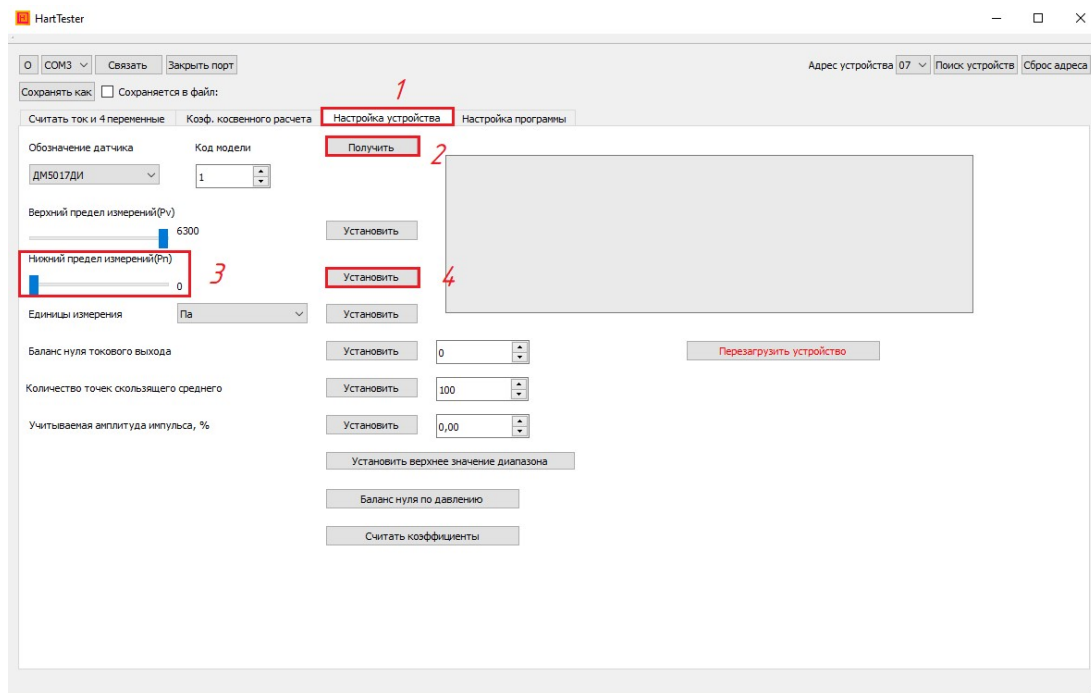 HartTester
О COM3 Связать Закрыть порт Адрес устройства 07 Поиск устройств Сброс адреса
Сохранять как Сохраняется в файл:
1
Считать ток и 4 переменные Коэф. косвенного расчета Настройка устройства Настройка программы
Обозначение датчика Код модели Получить 2
ДМ5017ДИ 1
Верхний предел измерений(Pv)
6300 Установить
Нижний предел измерений(Pn)
0 3 Установить 4
Единицы измерения Па Установить
Баланс нуля токового выхода Установить 0 Перезагрузить устройство
Количество точек скользящего среднего Установить 100
Учитываемая амплитуда импульса, % Установить 0,00
Установить верхнее значение диапазона
Баланс нуля по давлению
Считать коэффициенты